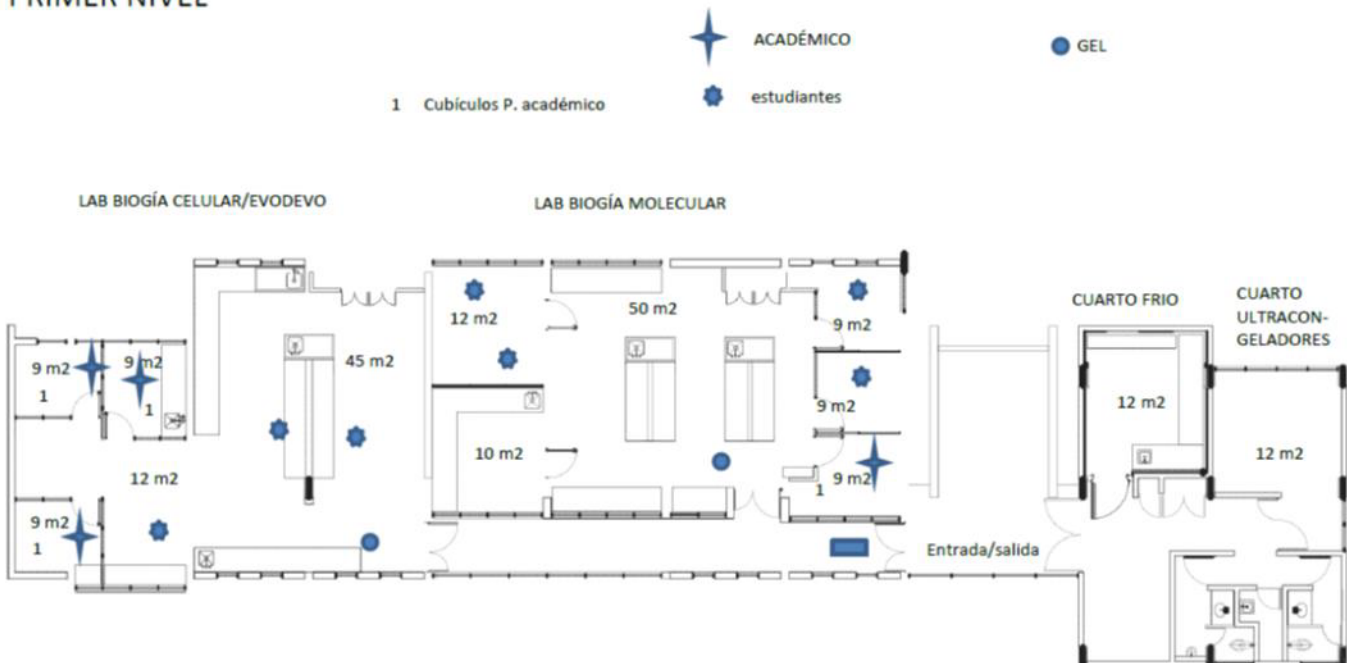 PRIMER NIVEL
ACADÉMICO
GEL
estudiantes
1 Cubículos P. académico
LAB BIOGÍA CELULAR/EVODEVO
LAB BIOGÍA MOLECULAR
CUARTO FRIO
CUARTO
ULTRACON-
GELADORES
9 m2
1
9 m2
1
12 m2
9 m2
1
45 m2
12 m2
10 m2
50 m2
9 m2
9 m2
9 m2
1
Entrada/salida
12 m2
12 m2